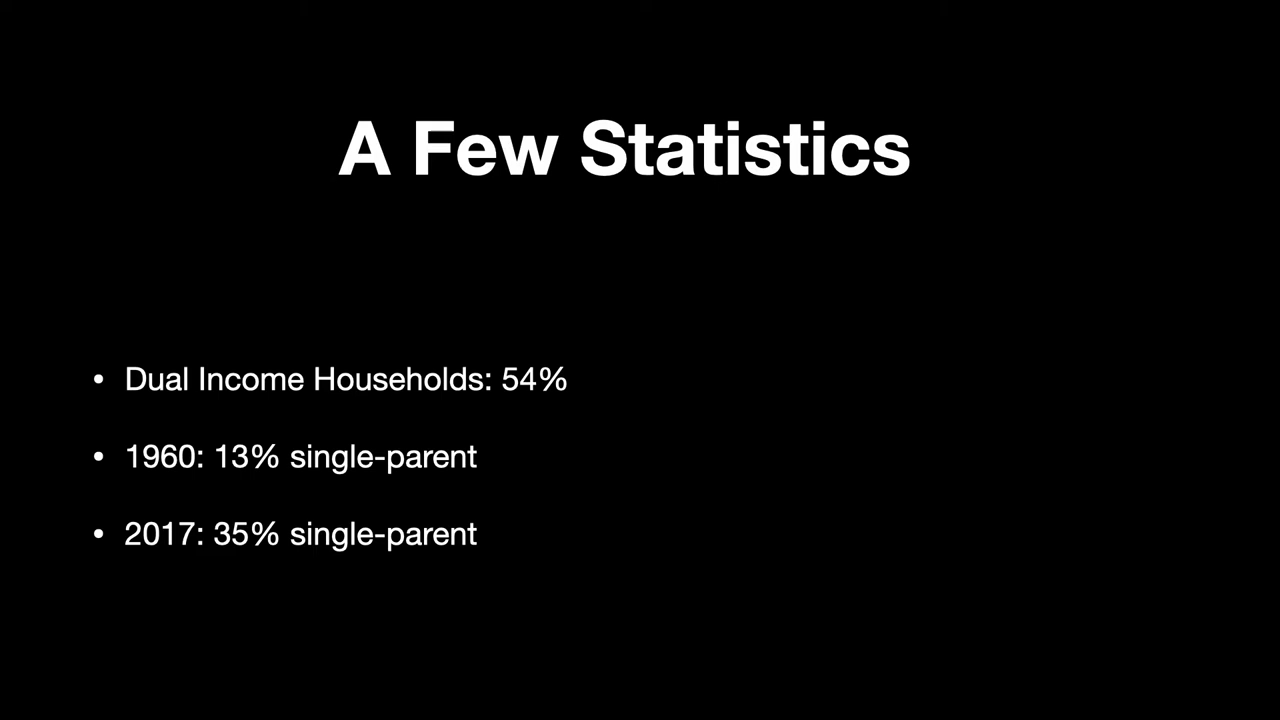 A Few Statistics
• Dual Income Households: 54%
• 1960: 13% single-parent
• 2017: 35% single-parent